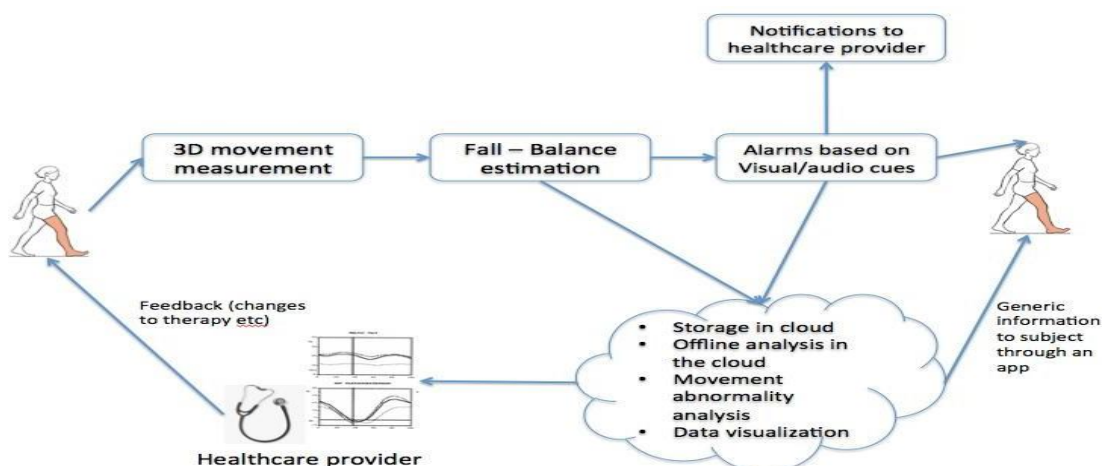 Notifications to
healthcare provider
3D movement
measurement
Fall – Balance
estimation
Alarms based on
Visual/audio cues
Feedback (changes
to therapy etc)
• Storage in cloud
• Offline analysis in
the cloud
• Movement
abnormality
analysis
• Data visualization
Generic
information
to subject
through an
app
Healthcare provider